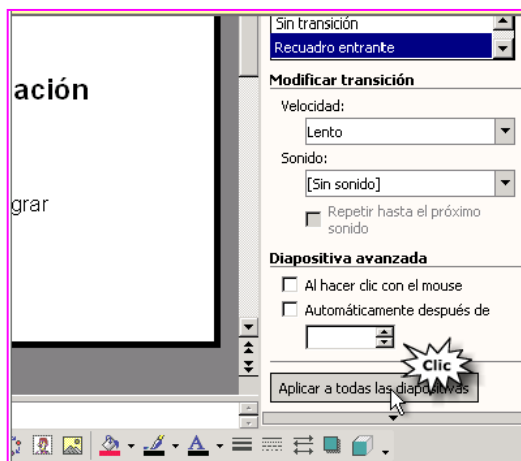 Sin transición
Recuadro entrante
ación
Modificar transición
Velocidad:
Lento
Sonido:
[Sin sonido]
grar
Repetir hasta el próximo
sonido
Diapositiva avanzada
Al hacer clic con el mouse
Automáticamente después de
Clic
Aplicar a todas las diapositivas
A